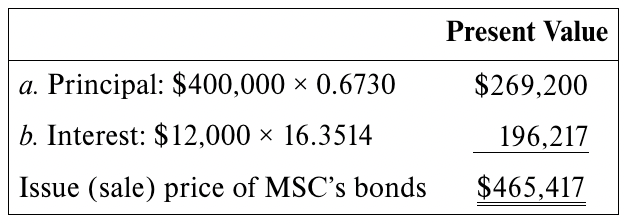 Present Value
a. Principal: $400,000 × 0.6730 $269,200
b. Interest: $12,000 × 16.3514 196,217
Issue (sale) price of MSC's bonds $465,417